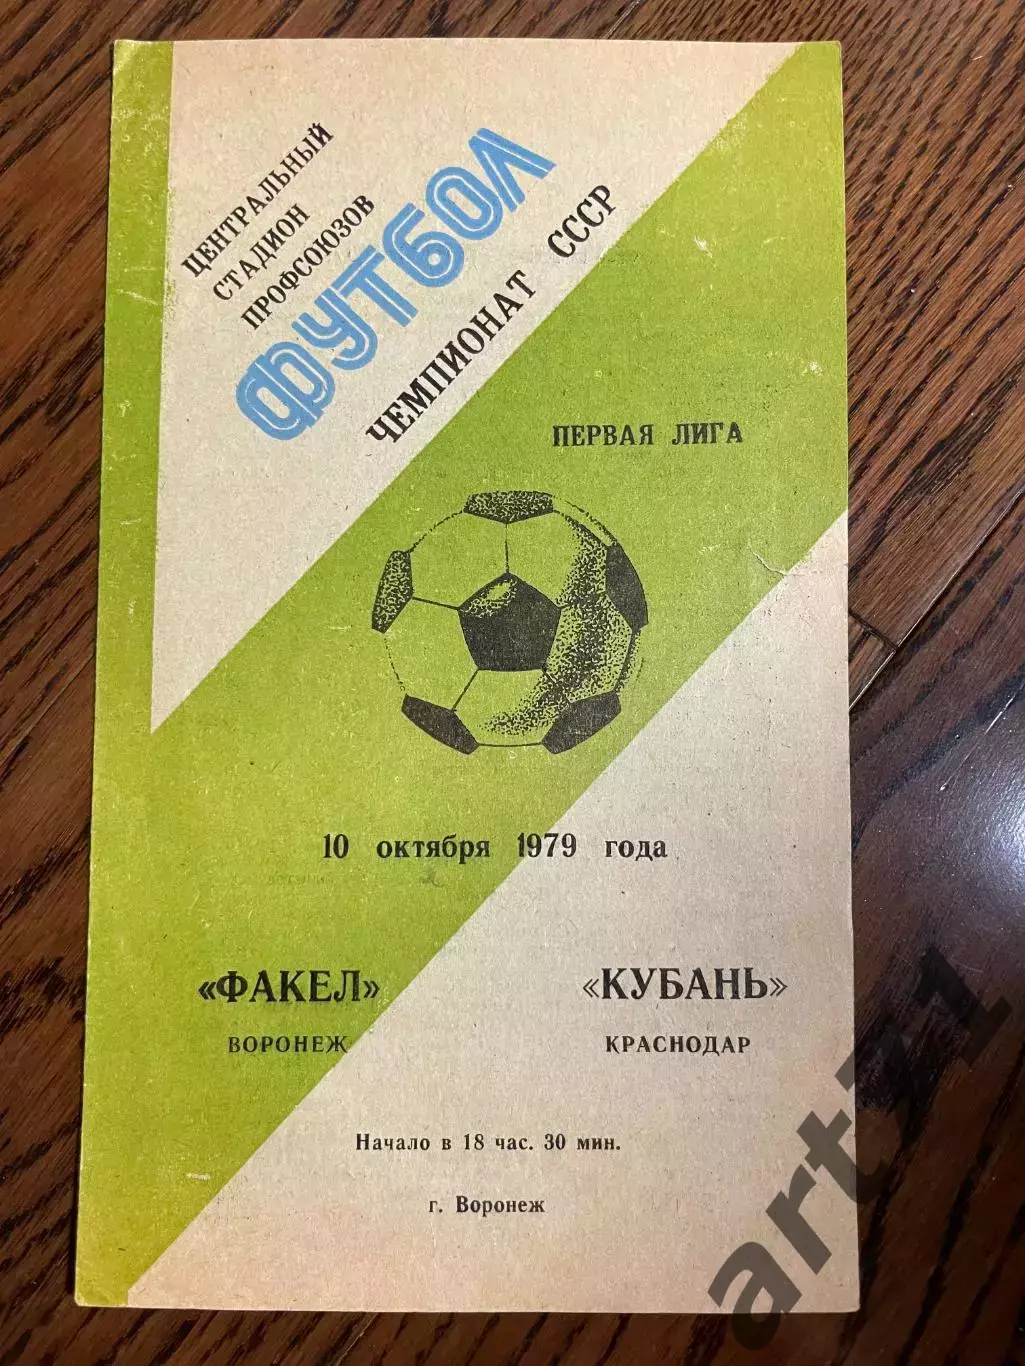 ЦЕНТРАЛЬНЫЙ
СТАДИОН
ПРОФСОЮЗОВ
ФУТБОЛ
ЧЕМПИОНАТ СССР
ПЕРВАЯ ЛИГА
10 октября 1979 года
«ФАКЕЛ»
ВОРОНЕЖ
«КУБАНЬ»
КРАСНОДАР
Начало в 18 час. 30 мин.
г. Воронеж
art71